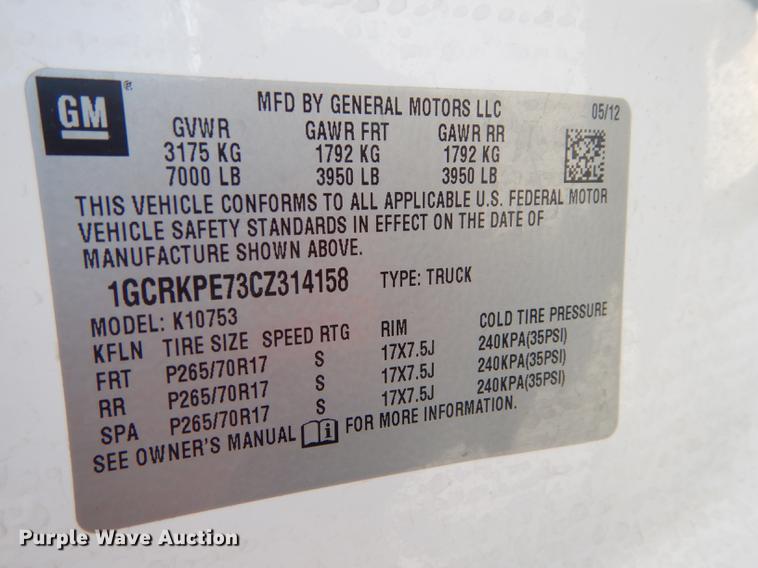 GM ® MFD BY GENERAL MOTORS LLC 05/12
GVWR GAWR FRT GAWR RR
3175 KG 1792 KG 1792 KG
7000 LB 3950 LB 3950 LB
THIS VEHICLE CONFORMS TO ALL APPLICABLE U.S. FEDERAL MOTOR
VEHICLE SAFETY STANDARDS IN EFFECT ON THE DATE OF
MANUFACTURE SHOWN ABOVE.
1GCRKPE73CZ314158 TYPE: TRUCK
MODEL: K10753
KFLN TIRE SIZE SPEED RTG RIM COLD TIRE PRESSURE
FRT P265/70R17 S 17X7.5J 240KPA(35PSI)
RR P265/70R17 S 17X7.5J 240KPA(35PSI)
SPA P265/70R17 S 17X7.5J 240KPA(35PSI)
SEE OWNER'S MANUAL i FOR MORE INFORMATION.
Purple Wave Auction